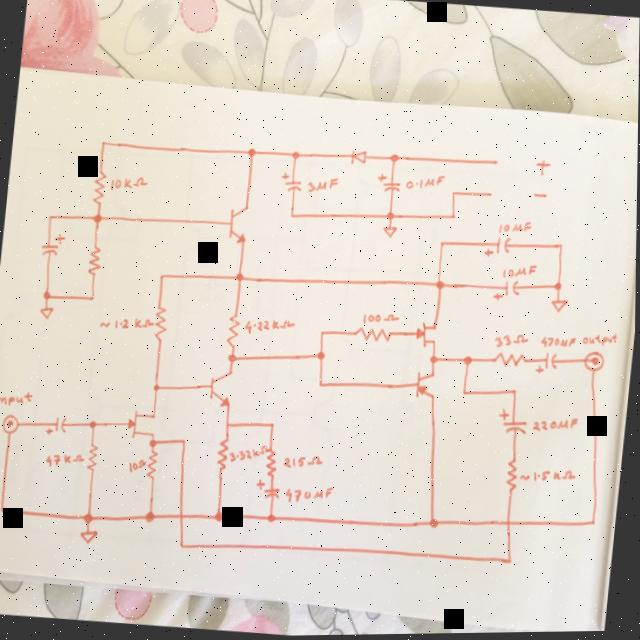 10KΩ
3MF
0.1MF
+
−
+
+
+
10MF
+
10MF
+
~1.2KΩ
4.22KΩ
100Ω
33Ω
470MF
output
+
input
+
47KΩ
3.32KΩ
215Ω
+
470MF
+
220MF
~1.5KΩ